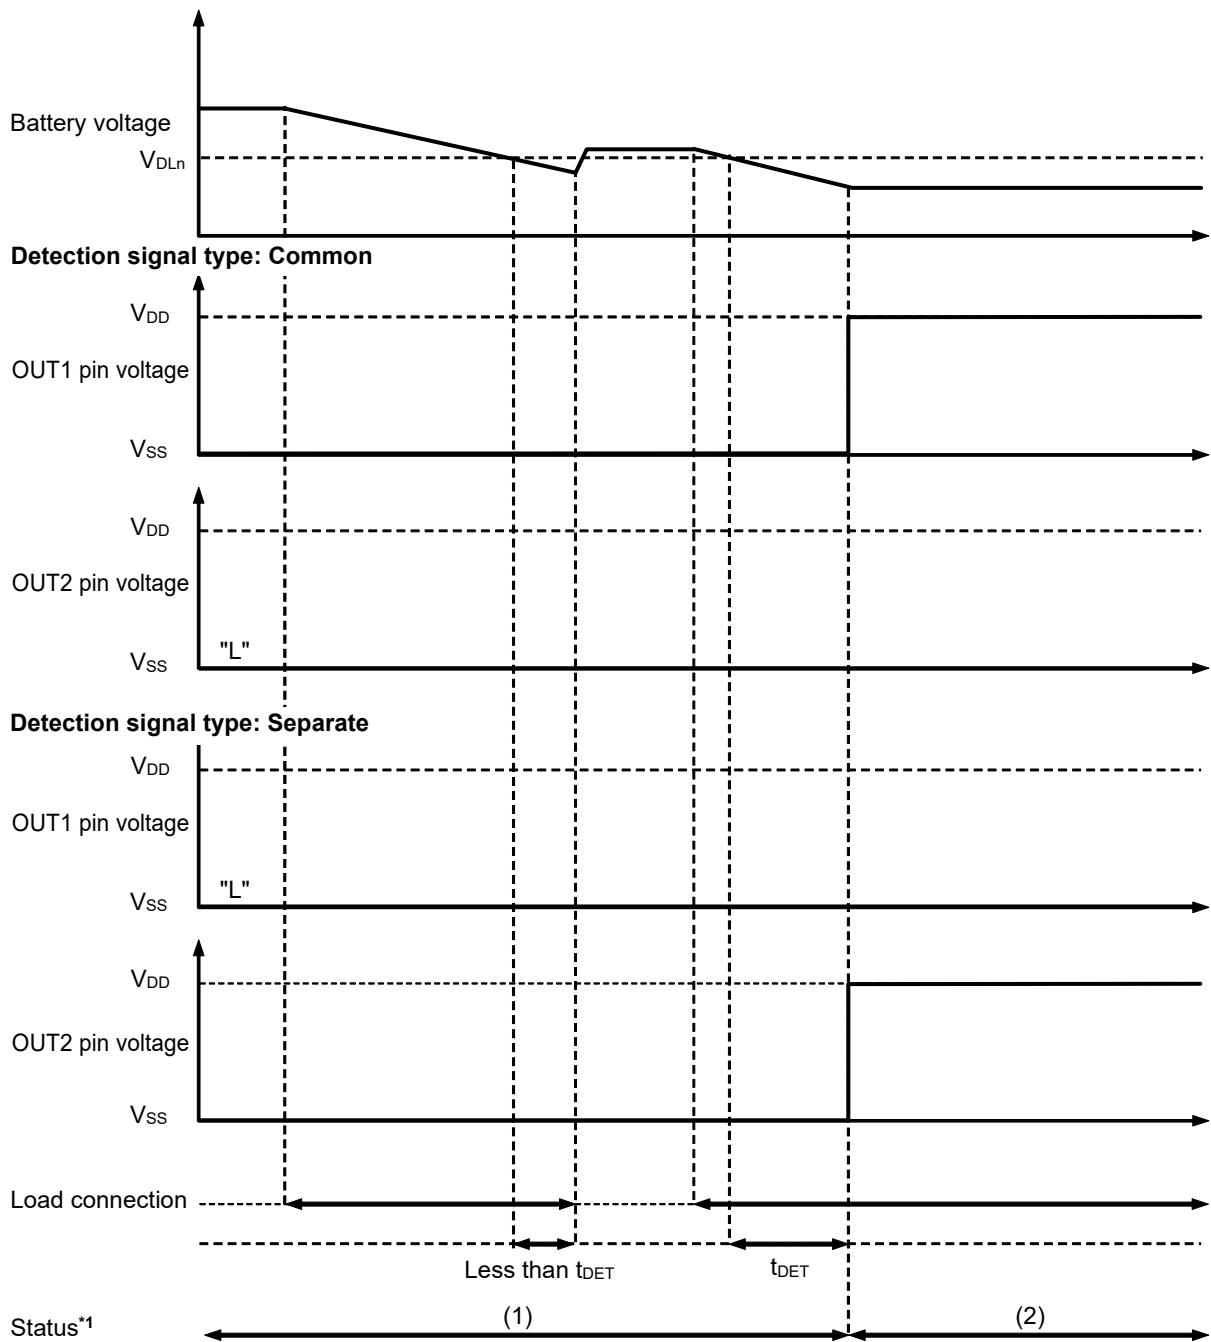 Battery voltage
VDLn
Detection signal type: Common
VDD
OUT1 pin voltage
VSS
VDD
OUT2 pin voltage
"L"
VSS
Detection signal type: Separate
VDD
OUT1 pin voltage
"L"
VSS
VDD
OUT2 pin voltage
VSS
Load connection
Less than tDET
tDET
Status*1
(1)
(2)